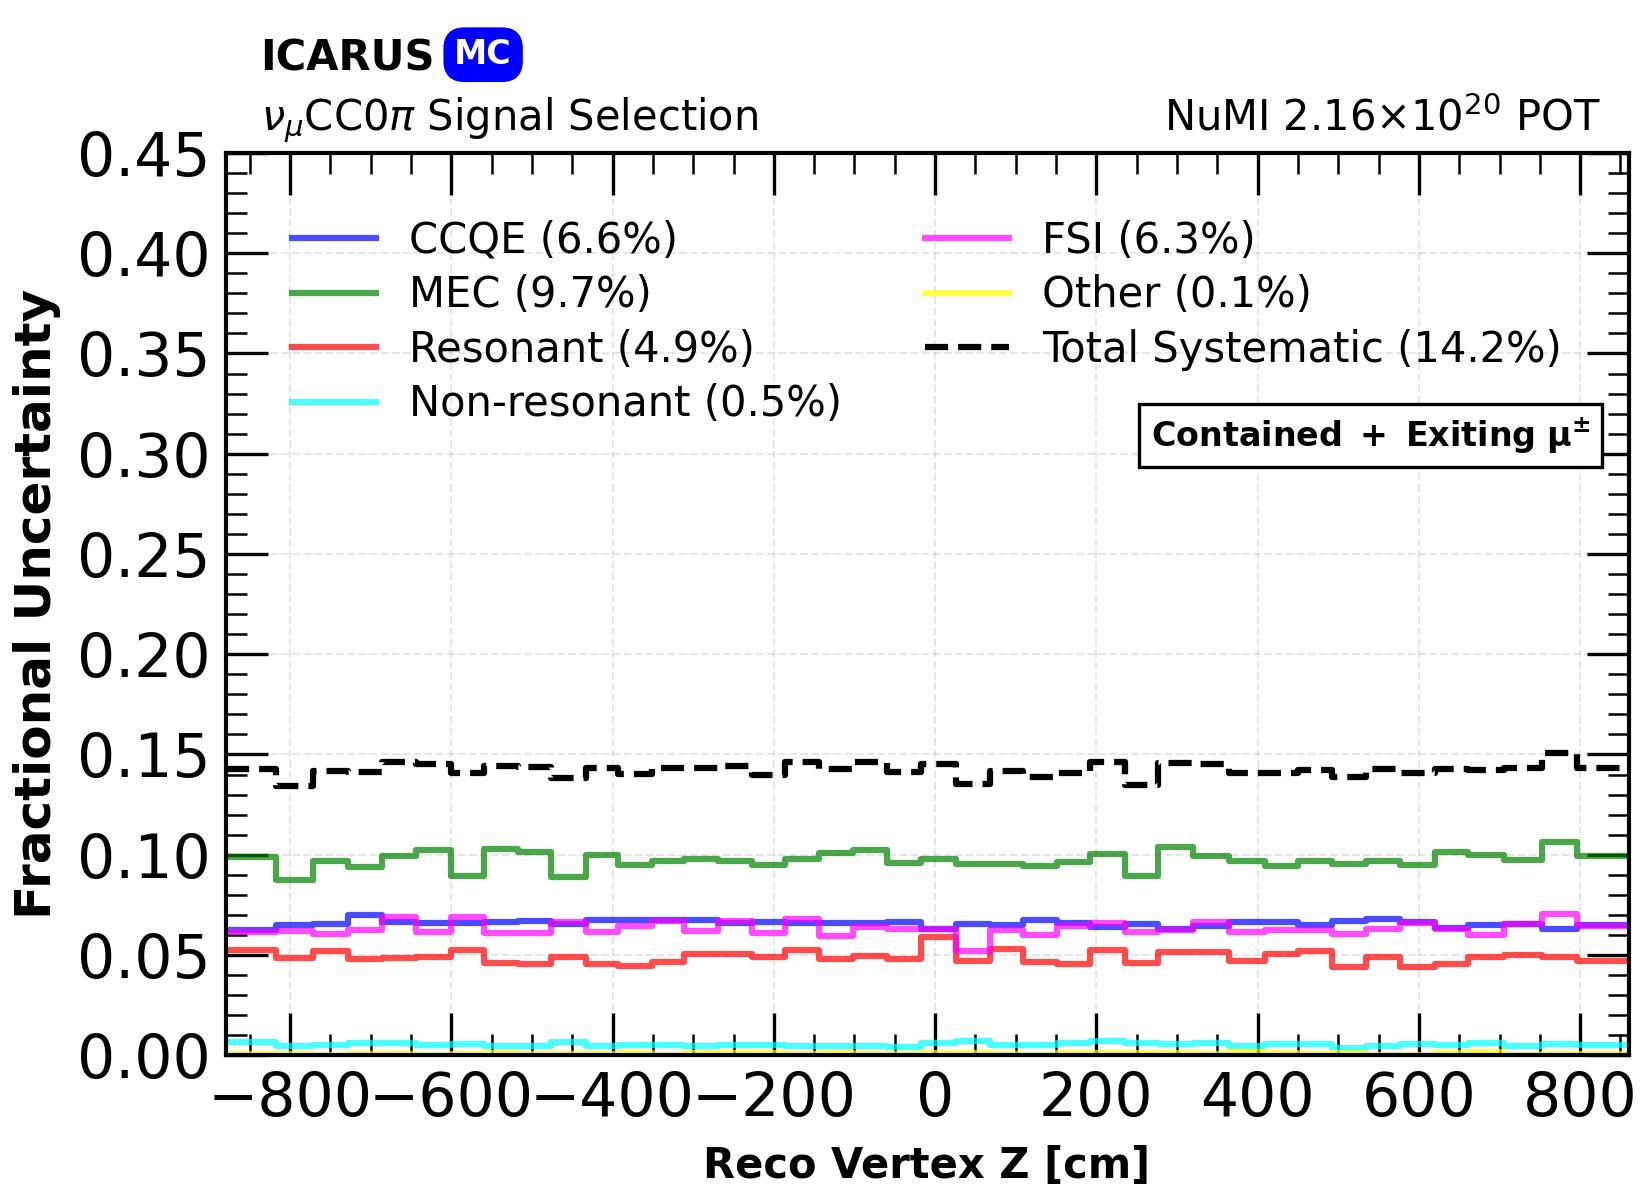 ICARUS MC
νμCC0π Signal Selection NuMI 2.16×10²⁰ POT
0.45
0.40
0.35
0.30
0.25
0.20
0.15
0.10
0.05
0.00
Fractional Uncertainty
CCQE (6.6%)
MEC (9.7%)
Resonant (4.9%)
Non-resonant (0.5%)
FSI (6.3%)
Other (0.1%)
Total Systematic (14.2%)
Contained + Exiting μ±
−800 −600 −400 −200 0 200 400 600 800
Reco Vertex Z [cm]